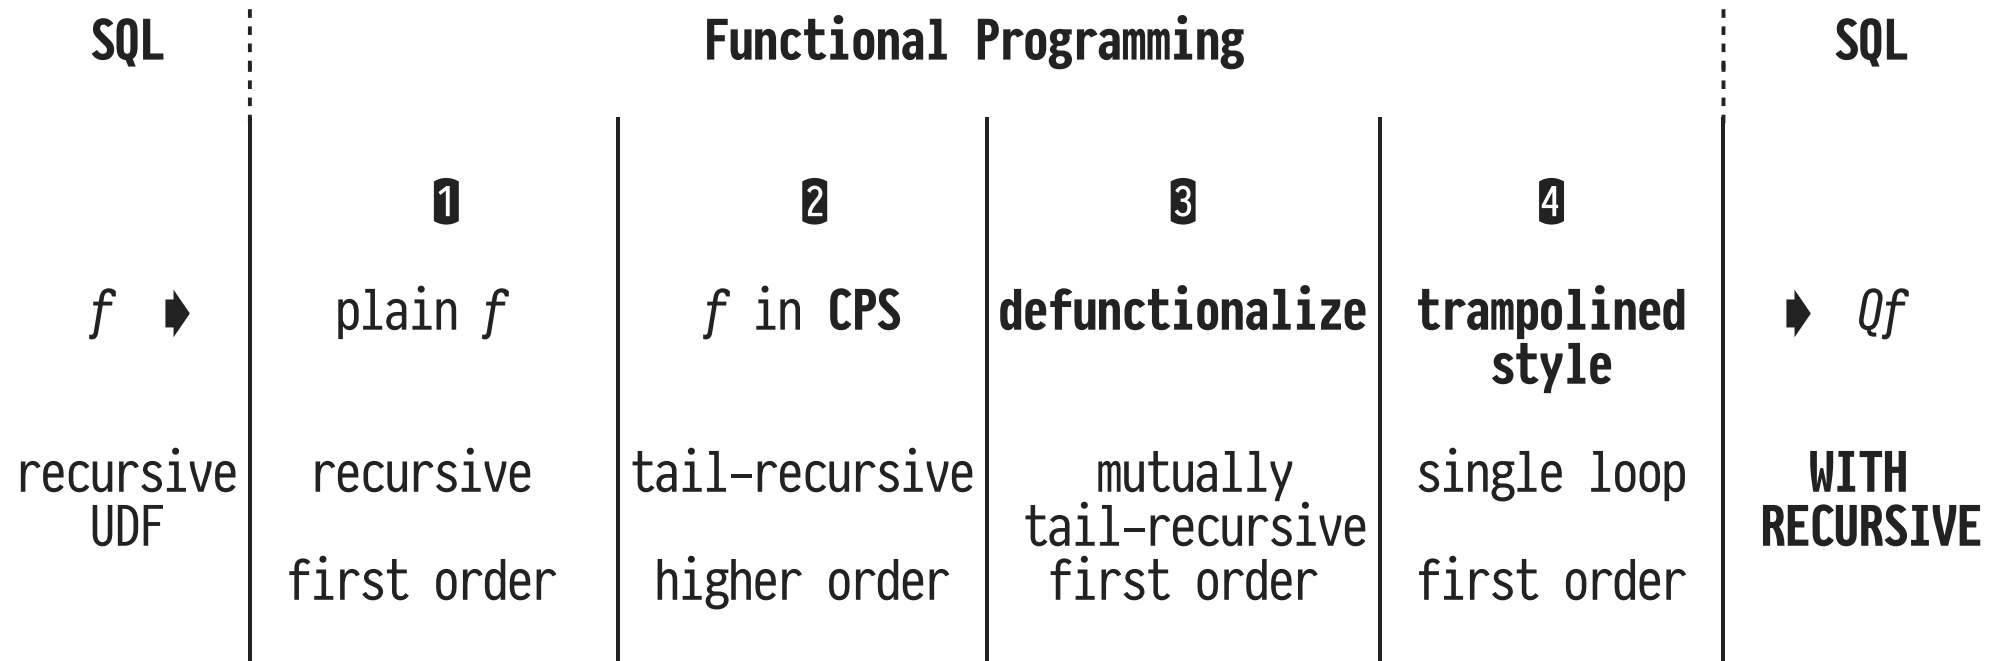 SQL Functional Programming SQL
1 2 3 4
f ➧ plain f f in CPS defunctionalize trampolined ➧ Qf
style
recursive recursive tail–recursive mutually single loop WITH
UDF tail–recursive RECURSIVE
first order higher order first order first order